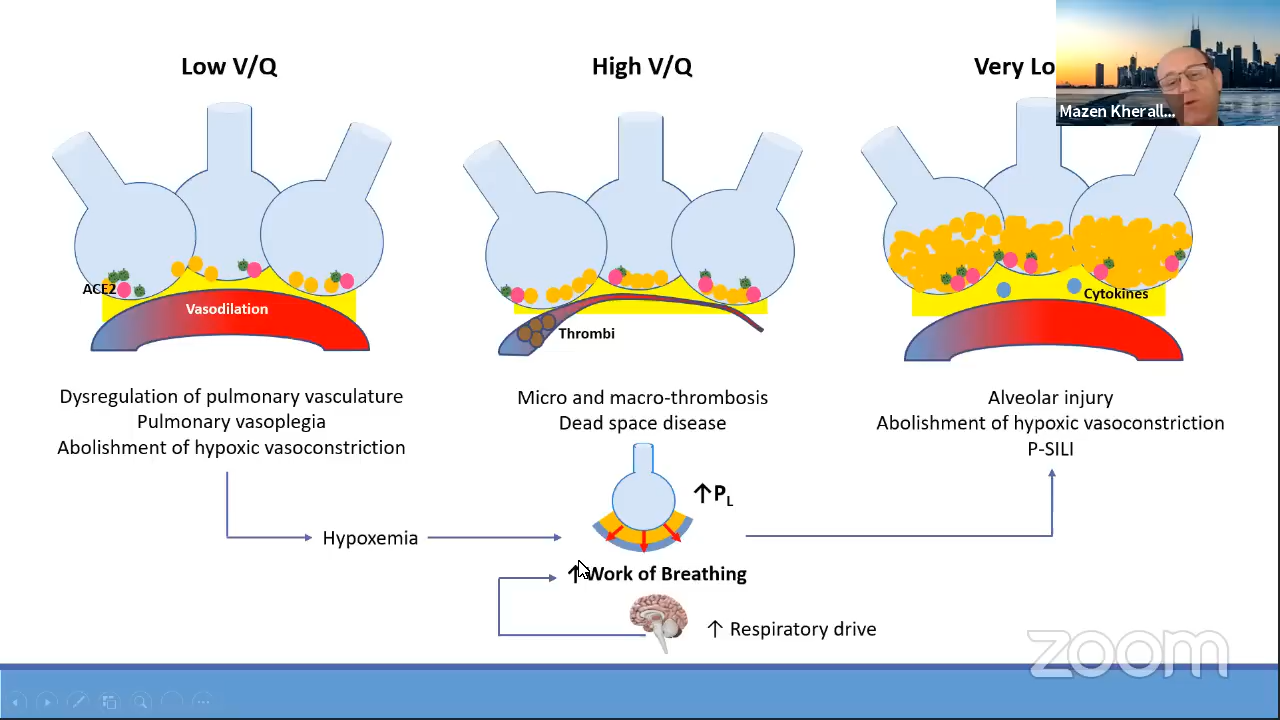 Low V/Q
High V/Q
Very Lo
Mazen Kherall...
ACE2
Vasodilation
Thrombi
Cytokines
Dysregulation of pulmonary vasculature
Pulmonary vasoplegia
Abolishment of hypoxic vasoconstriction
Micro and macro-thrombosis
Dead space disease
Alveolar injury
Abolishment of hypoxic vasoconstriction
P-SILI
↑PL
Hypoxemia
↑Work of Breathing
↑ Respiratory drive
zoom